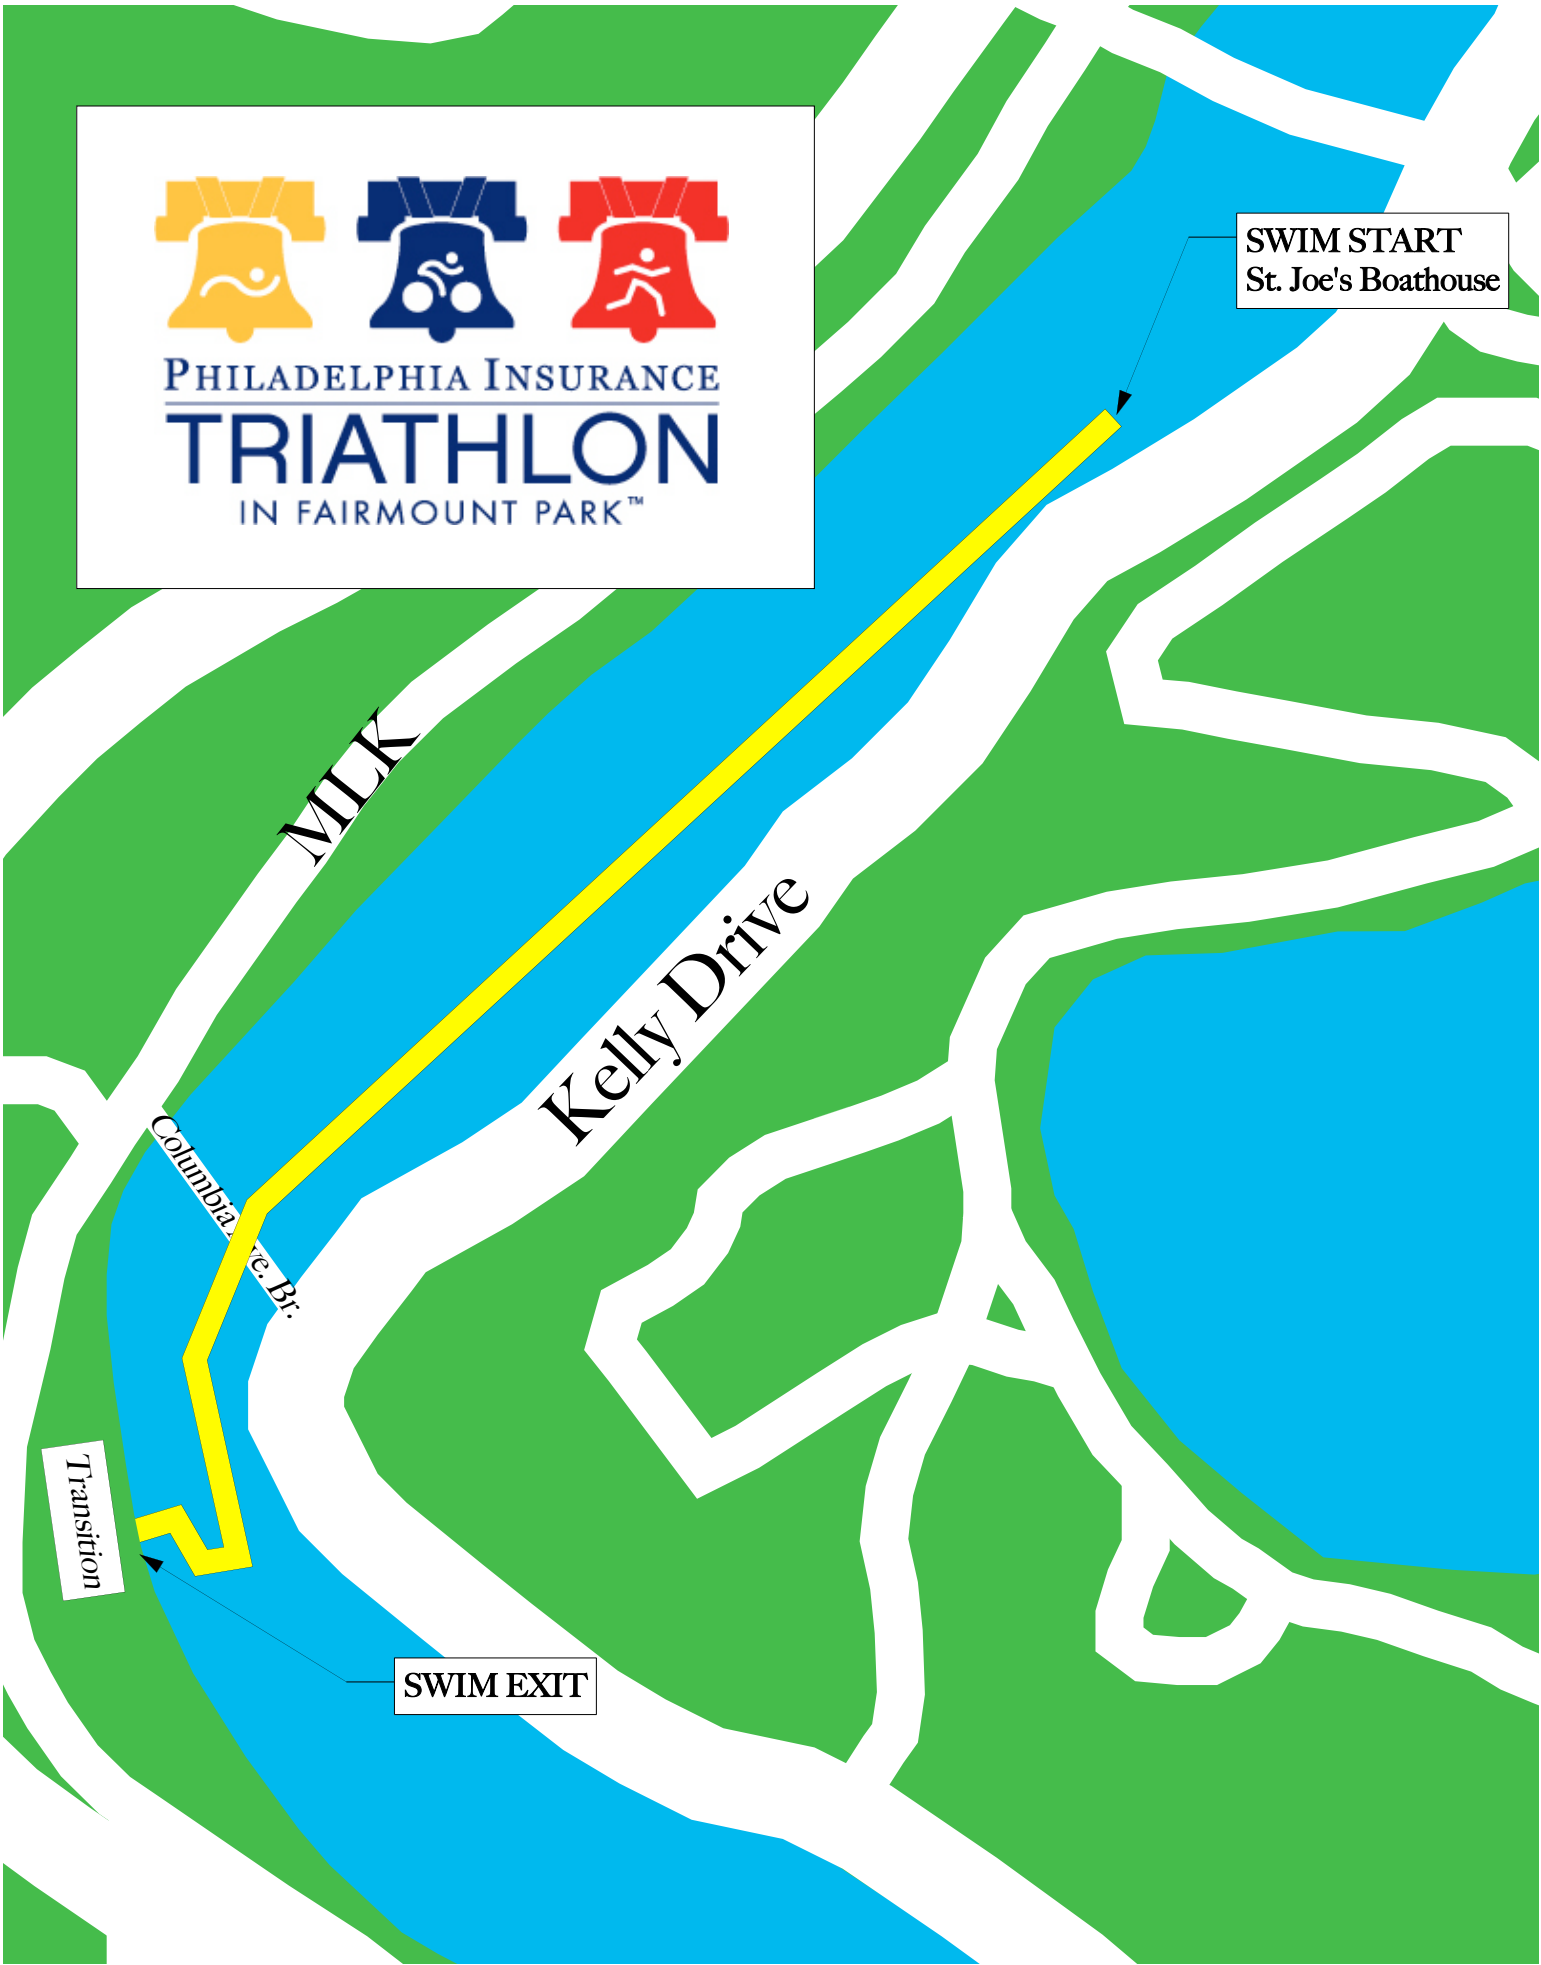 PHILADELPHIA INSURANCE
TRIATHLON
IN FAIRMOUNT PARK™
SWIM START
St. Joe's Boathouse
MLK
Kelly Drive
Columbia Ave. Br.
Transition
SWIM EXIT